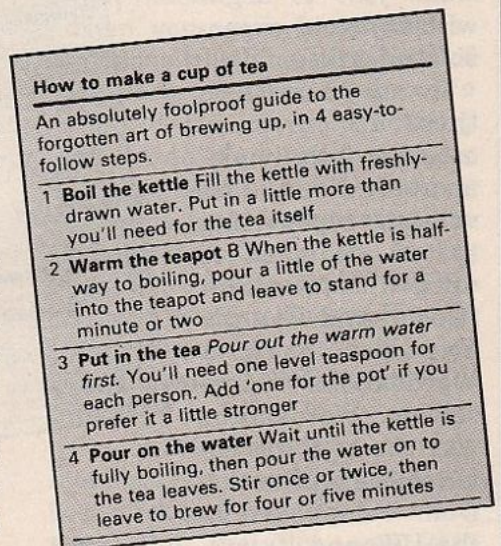 How to make a cup of tea
An absolutely foolproof guide to the
forgotten art of brewing up, in 4 easy-to-
follow steps.
1 Boil the kettle Fill the kettle with freshly-
drawn water. Put in a little more than
you'll need for the tea itself
2 Warm the teapot B When the kettle is half-
way to boiling, pour a little of the water
into the teapot and leave to stand for a
minute or two
3 Put in the tea Pour out the warm water
first. You'll need one level teaspoon for
each person. Add 'one for the pot' if you
prefer it a little stronger
4 Pour on the water Wait until the kettle is
fully boiling, then pour the water on to
the tea leaves. Stir once or twice, then
leave to brew for four or five minutes